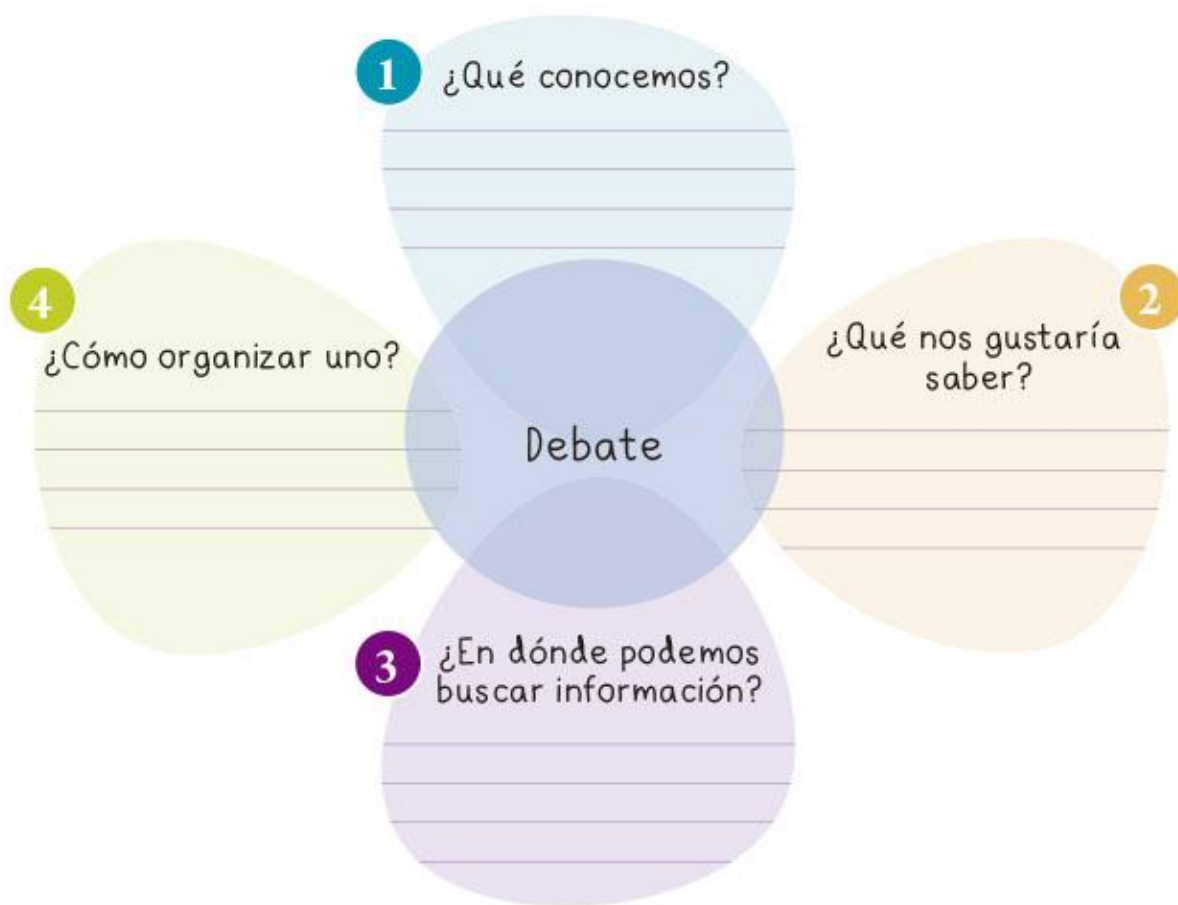 1
¿Qué conocemos?
2
¿Qué nos gustaría
saber?
3
¿En dónde podemos
buscar información?
4
¿Cómo organizar uno?
Debate